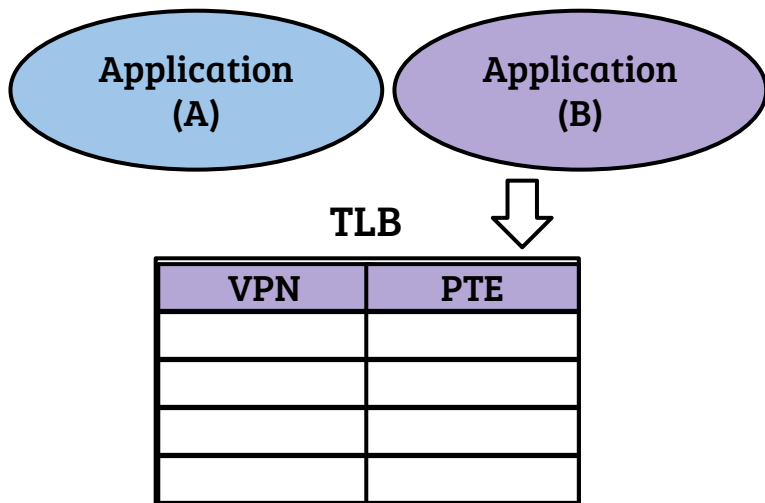 Application
(A)
Application
(B)
TLB
VPN PTE